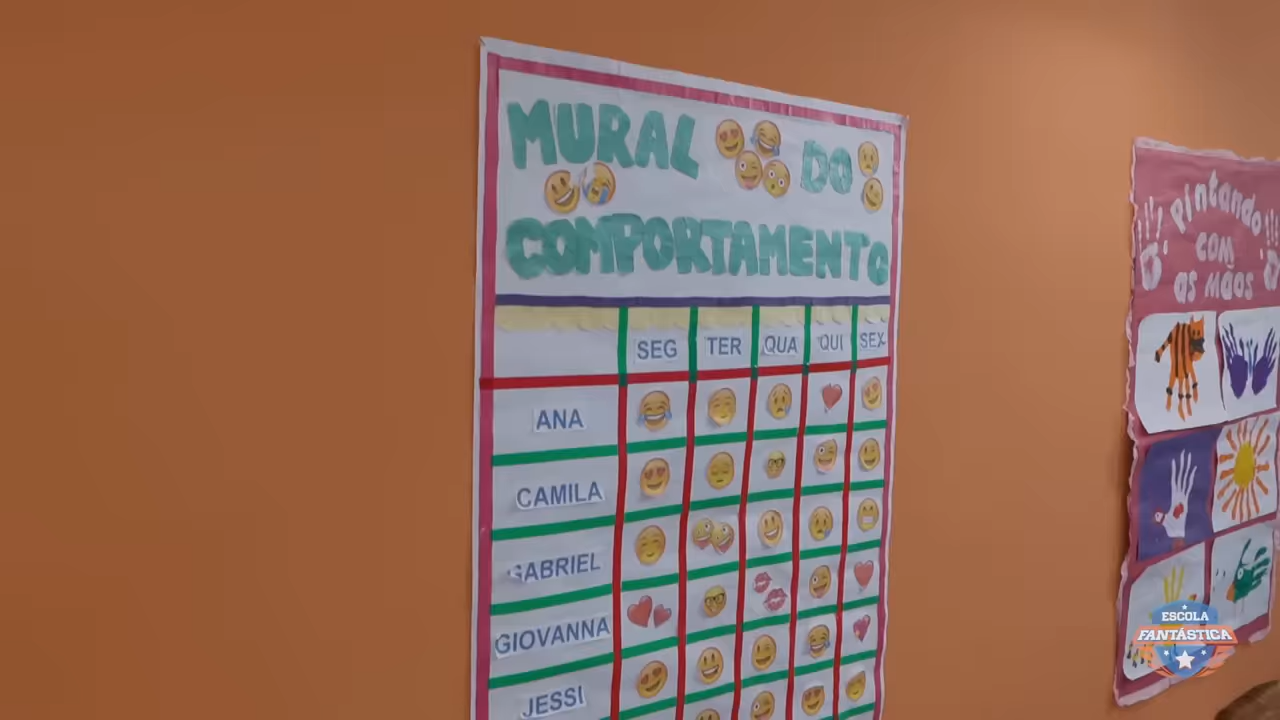 MURAL DO
COMPORTAMENTO
SEG TER QUA QUI SEX
ANA
CAMILA
GABRIEL
GIOVANNA
JESSI
Pintando
COM
AS MÃOS
ESCOLA
FANTÁSTICA